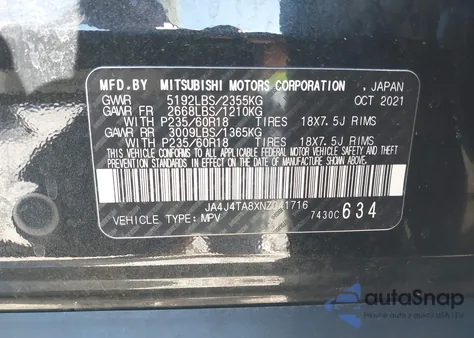 MFD.BY MITSUBISHI MOTORS CORPORATION , JAPAN
GVWR 5192LBS/2355KG OCT 2021
GAWR FR 2668LBS/1210KG
WITH P235/60R18 TIRES 18X7.5J RIMS
GAWR RR 3009LBS/1365KG
WITH P235/60R18 TIRES 18X7.5J RIMS
THIS VEHICLE CONFORMS TO ALL APPLICABLE
FEDERAL MOTOR VEHICLE SAFETY AND THEFT
PREVENTION STANDARDS IN EFFECT ON THE
DATE OF MANUFACTURE SHOWN ABOVE.
JA4J4TA8XNZ041716
VEHICLE TYPE: MPV 7430C 634
autoSnap